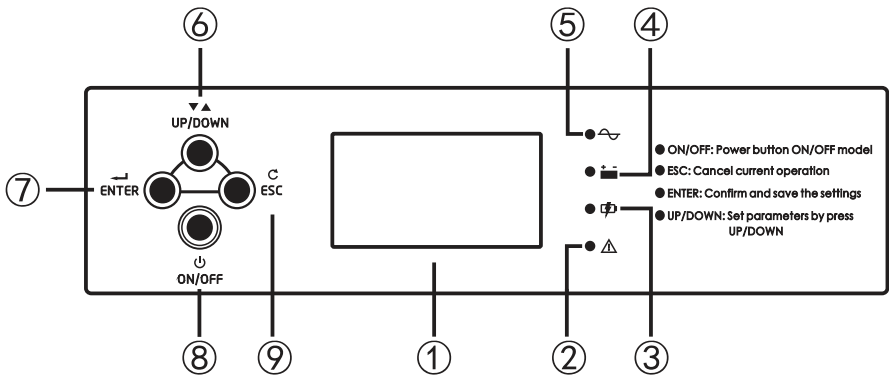 ⑥ ⑤ ④
▼▲
UP/DOWN
● ON/OFF: Power button ON/OFF model
+ -
● ESC: Cancel current operation
⑦ ENTER ESC
● ENTER: Confirm and save the settings
● UP/DOWN: Set parameters by press
UP/DOWN
ON/OFF
⑧ ⑨ ① ② ③